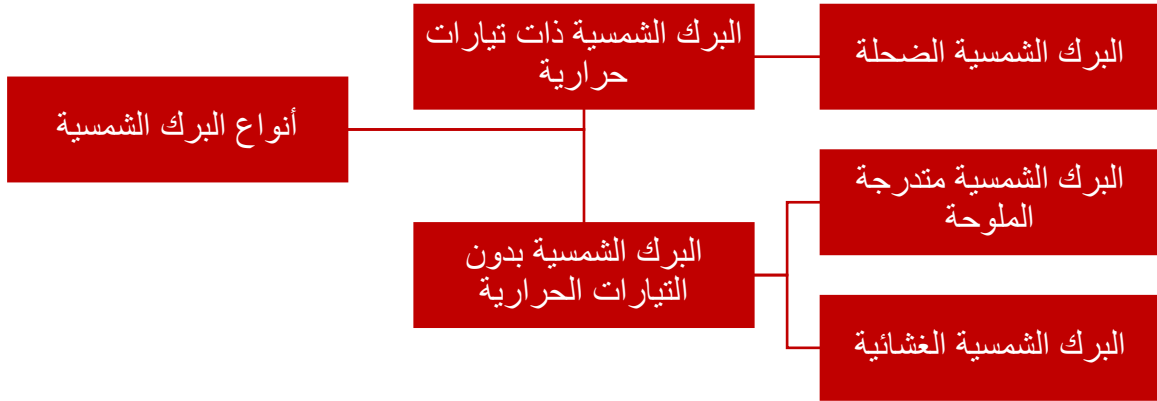 أنواع البرك الشمسية
البرك الشمسية ذات تيارات
حرارية
البرك الشمسية الضحلة
البرك الشمسية بدون
التيارات الحرارية
البرك الشمسية متدرجة
الملوحة
البرك الشمسية الغشائية